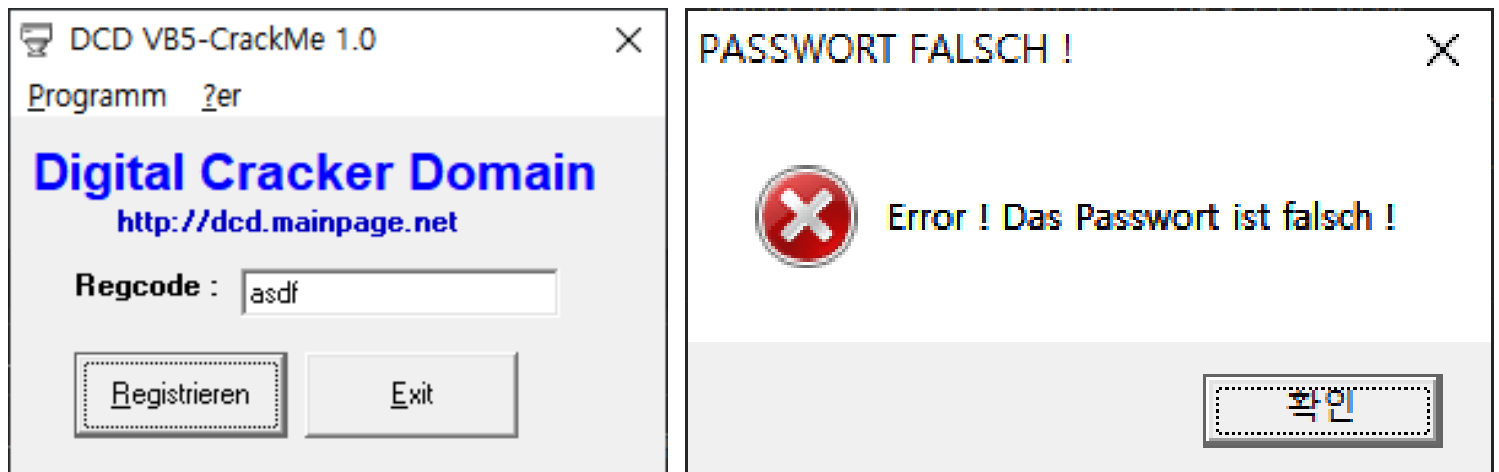 DCD VB5-CrackMe 1.0
Programm ?er
Digital Cracker Domain
http://dcd.mainpage.net
Regcode : asdf
Registrieren Exit
PASSWORT FALSCH !
Error ! Das Passwort ist falsch !
확인